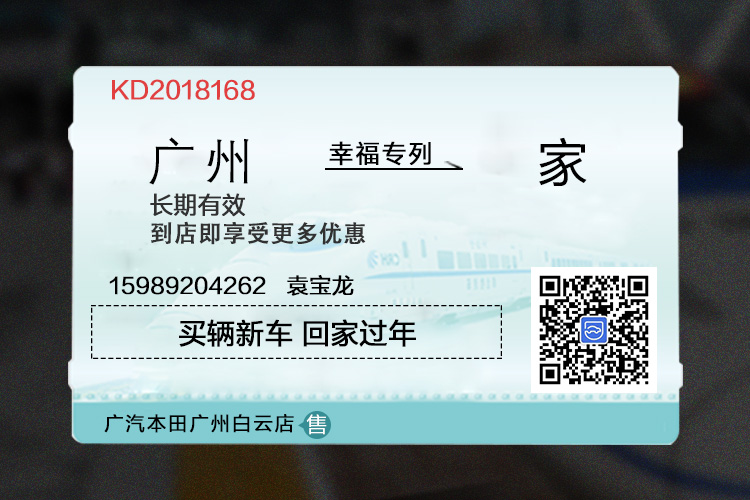 KD2018168
广州 幸福专列 家
长期有效
到店即享受更多优惠
15989204262 袁宝龙
买辆新车 回家过年
广汽本田广州白云店 售